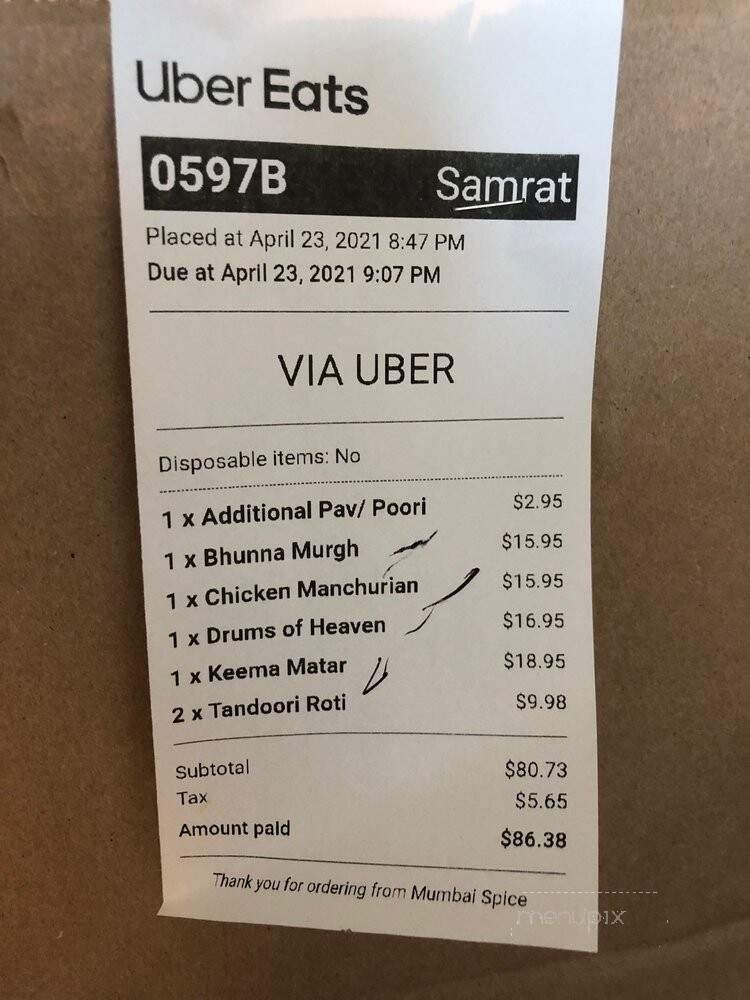 Uber Eats
0597B Samrat
Placed at April 23, 2021 8:47 PM
Due at April 23, 2021 9:07 PM
VIA UBER
Disposable items: No
1 x Additional Pav/ Poori $2.95
1 x Bhunna Murgh $15.95
1 x Chicken Manchurian $15.95
1 x Drums of Heaven $16.95
1 x Keema Matar $18.95
2 x Tandoori Roti $9.98
Subtotal $80.73
Tax $5.65
Amount paid $86.38
Thank you for ordering from Mumbai Spice
menupix